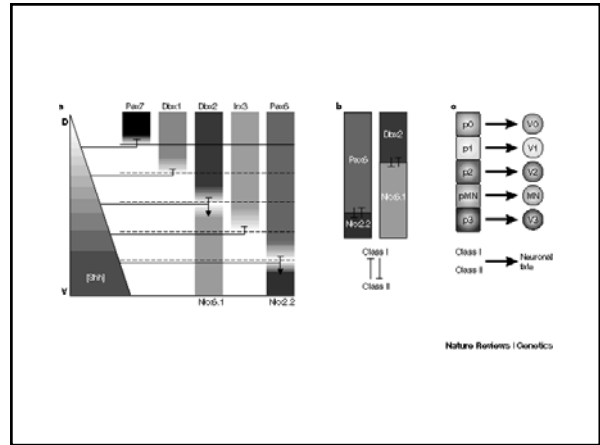 a
Pax7 Dbx1 Dbx2 Irx3 Pax6
D
[Shh]
V
Nkx6.1 Nkx2.2
b
Dbx2
Pax6
Nkx6.1
Nkx2.2
Class I
Class II
c
p0 V0
p1 V1
p2 V2
pMN MN
p3 V3
Class I
Class II
Neuronal
fate
Nature Reviews | Genetics